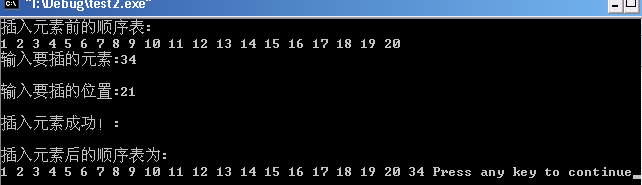 "I:\Debug\test2.exe"
插入元素前的顺序表:
1 2 3 4 5 6 7 8 9 10 11 12 13 14 15 16 17 18 19 20
输入要插的元素:34
输入要插的位置:21
插入元素成功! :
插入元素后的顺序表为:
1 2 3 4 5 6 7 8 9 10 11 12 13 14 15 16 17 18 19 20 34 Press any key to continue